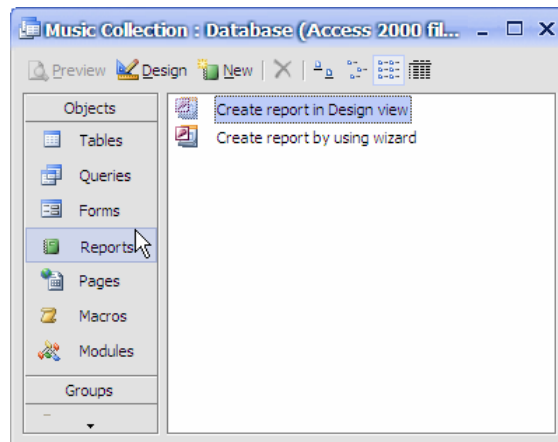 Music Collection : Database (Access 2000 fil...
Preview Design New
Objects
Tables
Queries
Forms
Reports
Pages
Macros
Modules
Groups
Create report in Design view
Create report by using wizard